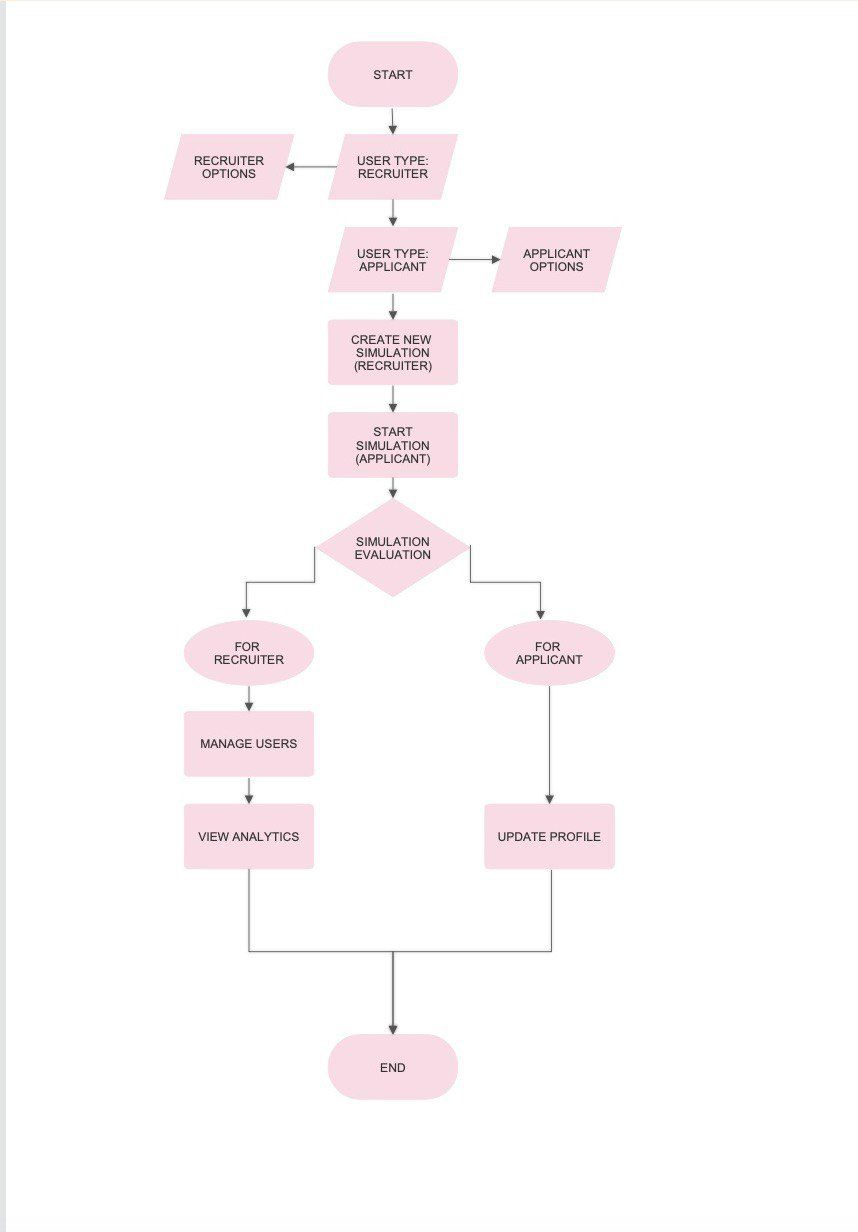 START
RECRUITER
OPTIONS
USER TYPE:
RECRUITER
USER TYPE:
APPLICANT
APPLICANT
OPTIONS
CREATE NEW
SIMULATION
(RECRUITER)
START
SIMULATION
(APPLICANT)
SIMULATION
EVALUATION
FOR
RECRUITER
FOR
APPLICANT
MANAGE USERS
VIEW ANALYTICS
UPDATE PROFILE
END